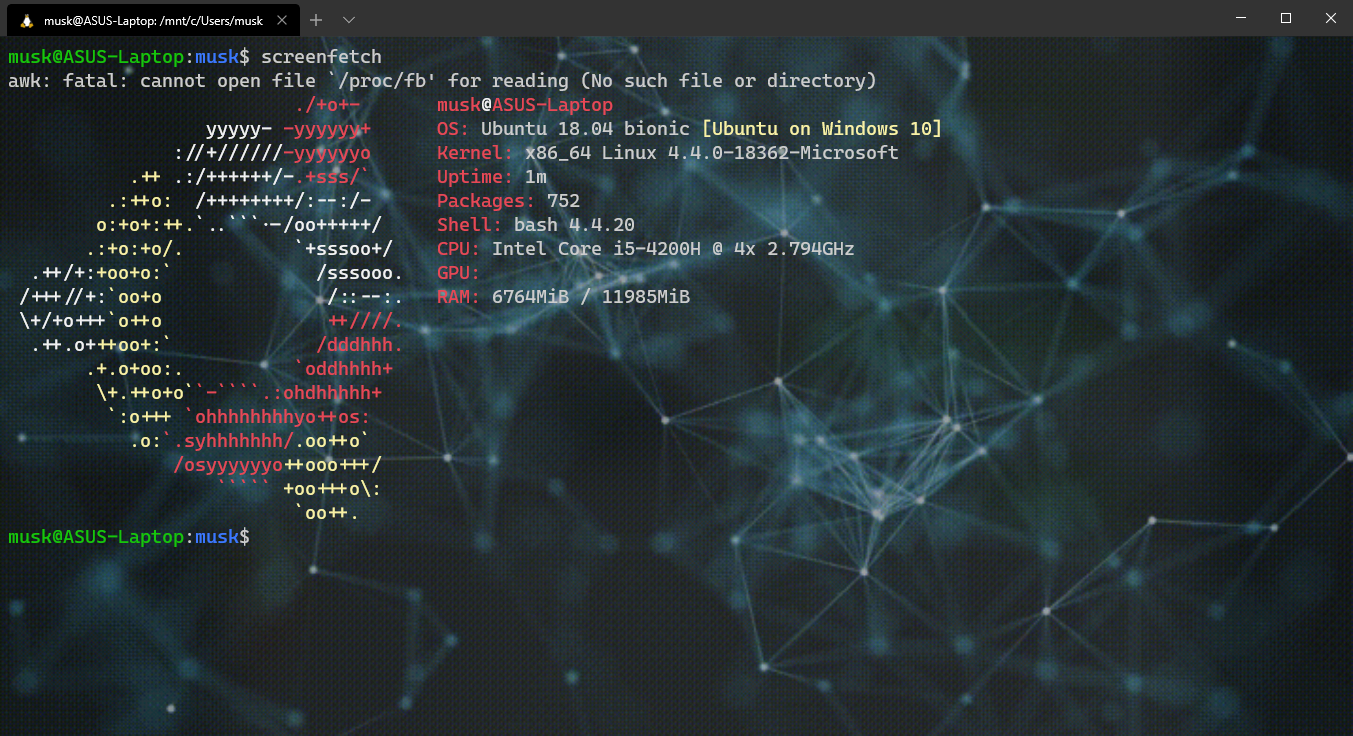 musk@ASUS-Laptop: /mnt/c/Users/musk
musk@ASUS-Laptop:musk$ screenfetch
awk: fatal: cannot open file `/proc/fb' for reading (No such file or directory)
                          ./+o+-       musk@ASUS-Laptop
                  yyyyy- -yyyyyy+      OS: Ubuntu 18.04 bionic [Ubuntu on Windows 10]
               ://+//////-yyyyyyo      Kernel: x86_64 Linux 4.4.0-18362-Microsoft
           .++ .:/++++++/-.+sss/`      Uptime: 1m
         .:++o:  /++++++++/:--:/-      Packages: 752
        o:+o+:++.`..```.-/oo+++++/     Shell: bash 4.4.20
       .:+o:+o/.          `+sssoo+/    CPU: Intel Core i5-4200H @ 4x 2.794GHz
  .++/+:+oo+o:`             /sssooo.   GPU:
 /+++//+:`oo+o               /::--:.   RAM: 6764MiB / 11985MiB
 \+/+o+++`o++o               ++////.
  .++.o+++oo+:`             /dddhhh.
       .+.o+oo:.          `oddhhhh+
        \+.++o+o``-````.:ohdhhhhh+
         `:o+++ `ohhhhhhhhyo++os:
           .o:`.syhhhhhhh/.oo++o`
               /osyyyyyyo++ooo+++/
                   ````` +oo+++o\:
                          `oo++.
musk@ASUS-Laptop:musk$